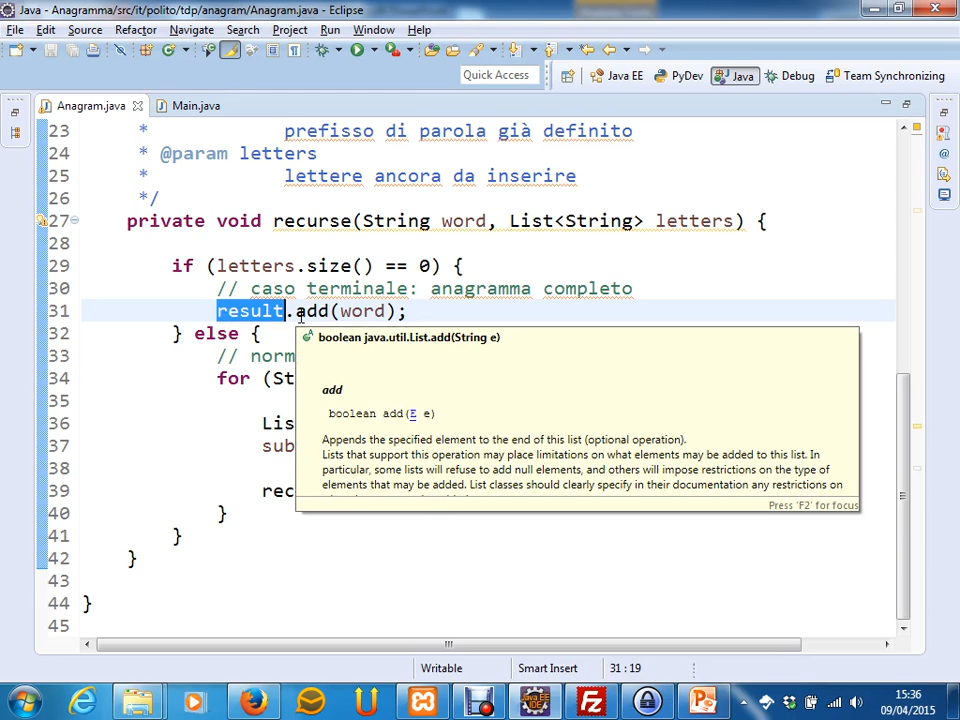 Java - Anagramma/src/it/polito/tdp/anagram/Anagram.java - Eclipse
File Edit Source Refactor Navigate Search Project Run Window Help
Quick Access Java EE PyDev Java Debug Team Synchronizing
Anagram.java Main.java
23 * prefisso di parola già definito
24 * @param letters
25 * lettere ancora da inserire
26 */
27 private void recurse(String word, List<String> letters) {
28
29 if (letters.size() == 0) {
30 // caso terminale: anagramma completo
31 result.add(word);
32 } else {
33 // norm
34 for (St
35
36 Lis
37 sub
38
39 rec
40 }
41 }
42 }
43
44 }
45
boolean java.util.List.add(String e)
add
boolean add(E e)
Appends the specified element to the end of this list (optional operation).
Lists that support this operation may place limitations on what elements may be added to this list. In
particular, some lists will refuse to add null elements, and others will impose restrictions on the type of
elements that may be added. List classes should clearly specify in their documentation any restrictions on
Press 'F2' for focus
Writable Smart Insert 31 : 19
15:36
09/04/2015